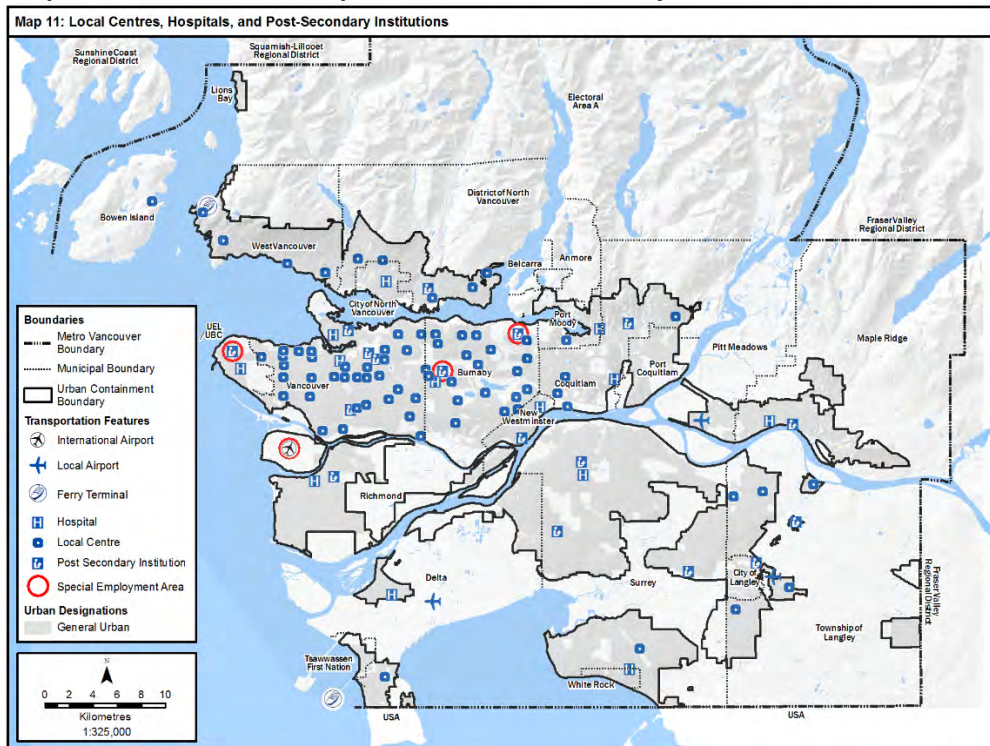 Map 11: Local Centres, Hospitals, and Post-Secondary Institutions
Sunshine Coast
Regional District
Squamish-Lillooet
Regional District
Lions
Bay
Electoral
Area A
Bowen Island
District of North
Vancouver
Fraser Valley
Regional District
West Vancouver
Belcarra
Anmore
City of North
Vancouver
Port
Moody
UEL
/UBC
Pitt Meadows
Maple Ridge
Vancouver
Burnaby
Coquitlam
Port
Coquitlam
New
Westminster
Richmond
Delta
Surrey
City of
Langley
Fraser Valley
Regional District
Township of
Langley
Tsawwassen
First Nation
White Rock
USA
USA
Boundaries
Metro Vancouver
Boundary
Municipal Boundary
Urban Containment
Boundary
Transportation Features
International Airport
Local Airport
Ferry Terminal
H Hospital
Local Centre
Post Secondary Institution
Special Employment Area
Urban Designations
General Urban
N
0 2 4 6 8 10
Kilometres
1:325,000